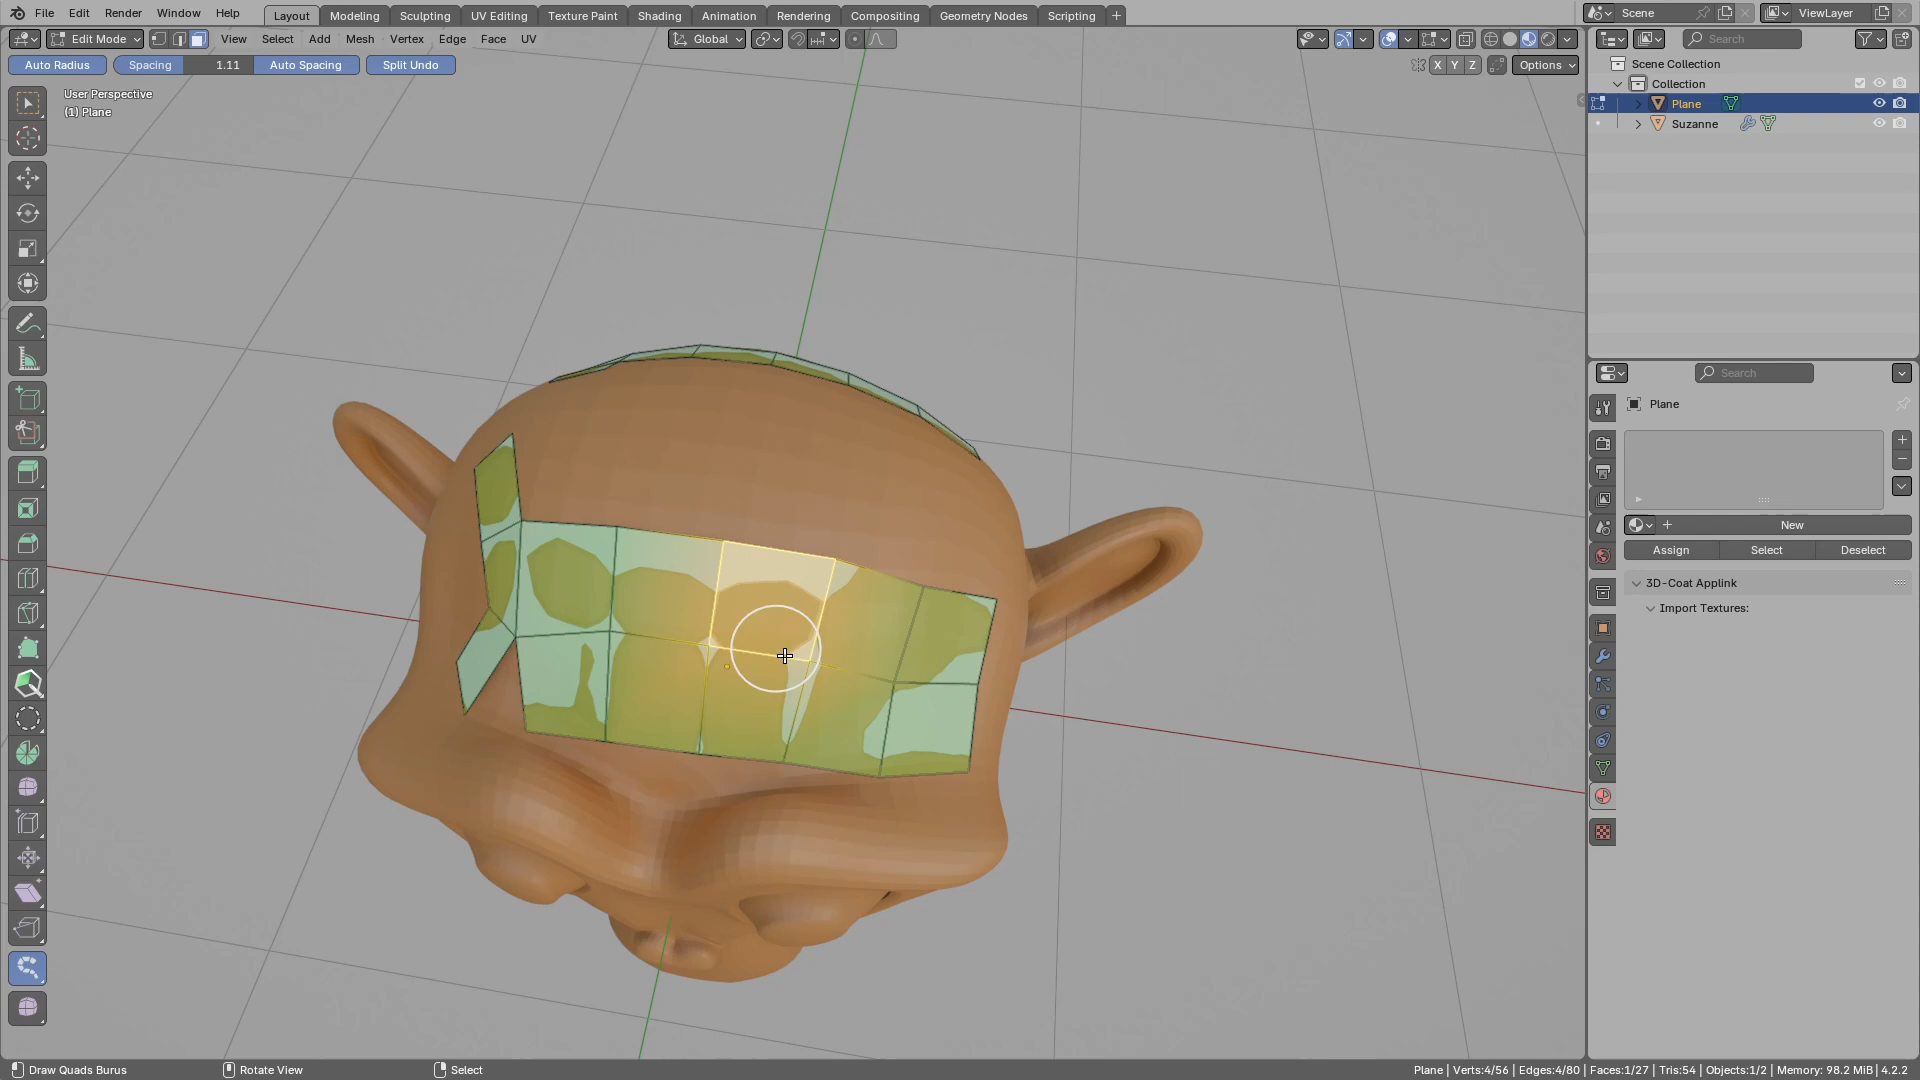 File Edit Render Window Help Layout Modeling Sculpting UV Editing Texture Paint Shading Animation Rendering Compositing Geometry Nodes Scripting + Scene ViewLayer
Edit Mode View Select Add Mesh Vertex Edge Face UV Global Search
Auto Radius Spacing 1.11 Auto Spacing Split Undo X Y Z Options
Scene Collection
Collection
Plane
Suzanne
User Perspective
(1) Plane
Search
Plane
New
Assign Select Deselect
3D-Coat Applink
Import Textures:
Draw Quads Burus Rotate View Select Plane | Verts:4/56 | Edges:4/80 | Faces:1/27 | Tris:54 | Objects:1/2 | Memory: 98.2 MiB | 4.2.2